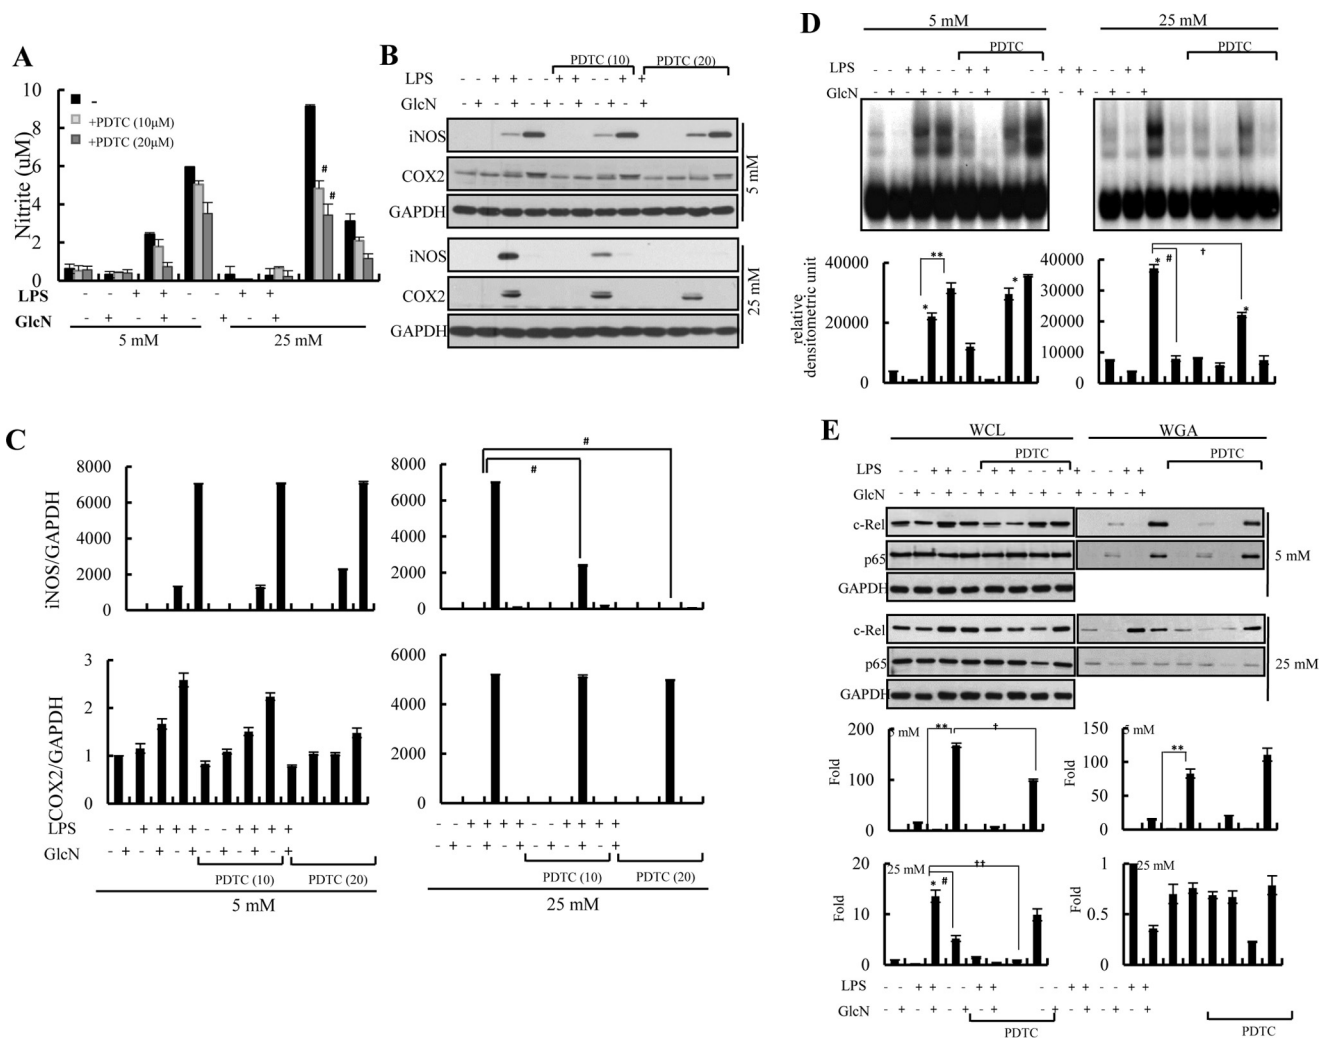 A
Nitrite (uM)
10
8
6
4
2
0
-
+PDTC (10μM)
+PDTC (20μM)
#
#
LPS - - + + - - + +
GlcN - + - + - + - +
5 mM
25 mM
B
PDTC (10)
PDTC (20)
LPS - - + + - + + - - + - +
GlcN - + - + - + - + - + - +
iNOS
COX2
GAPDH
5 mM
iNOS
COX2
GAPDH
25 mM
C
iNOS/GAPDH
8000
6000
4000
2000
0
8000
6000
4000
2000
0
#
#
COX2/GAPDH
3
2
1
0
6000
4000
2000
0
LPS
GlcN
PDTC (10)
PDTC (20)
5 mM
PDTC (10)
PDTC (20)
25 mM
D
5 mM
25 mM
PDTC
PDTC
LPS
GlcN
relative
densitometric unit
40000
20000
0
*
**
*
40000
30000
20000
10000
0
*
#
†
*
E
WCL
WGA
PDTC
PDTC
LPS
GlcN
c-Rel
p65
GAPDH
5 mM
c-Rel
p65
GAPDH
25 mM
Fold
200
100
0
5 mM
**
†
Fold
150
100
50
0
5 mM
**
Fold
20
10
0
25 mM
*
#
††
Fold
1
0.5
0
25 mM
LPS
GlcN
PDTC
PDTC